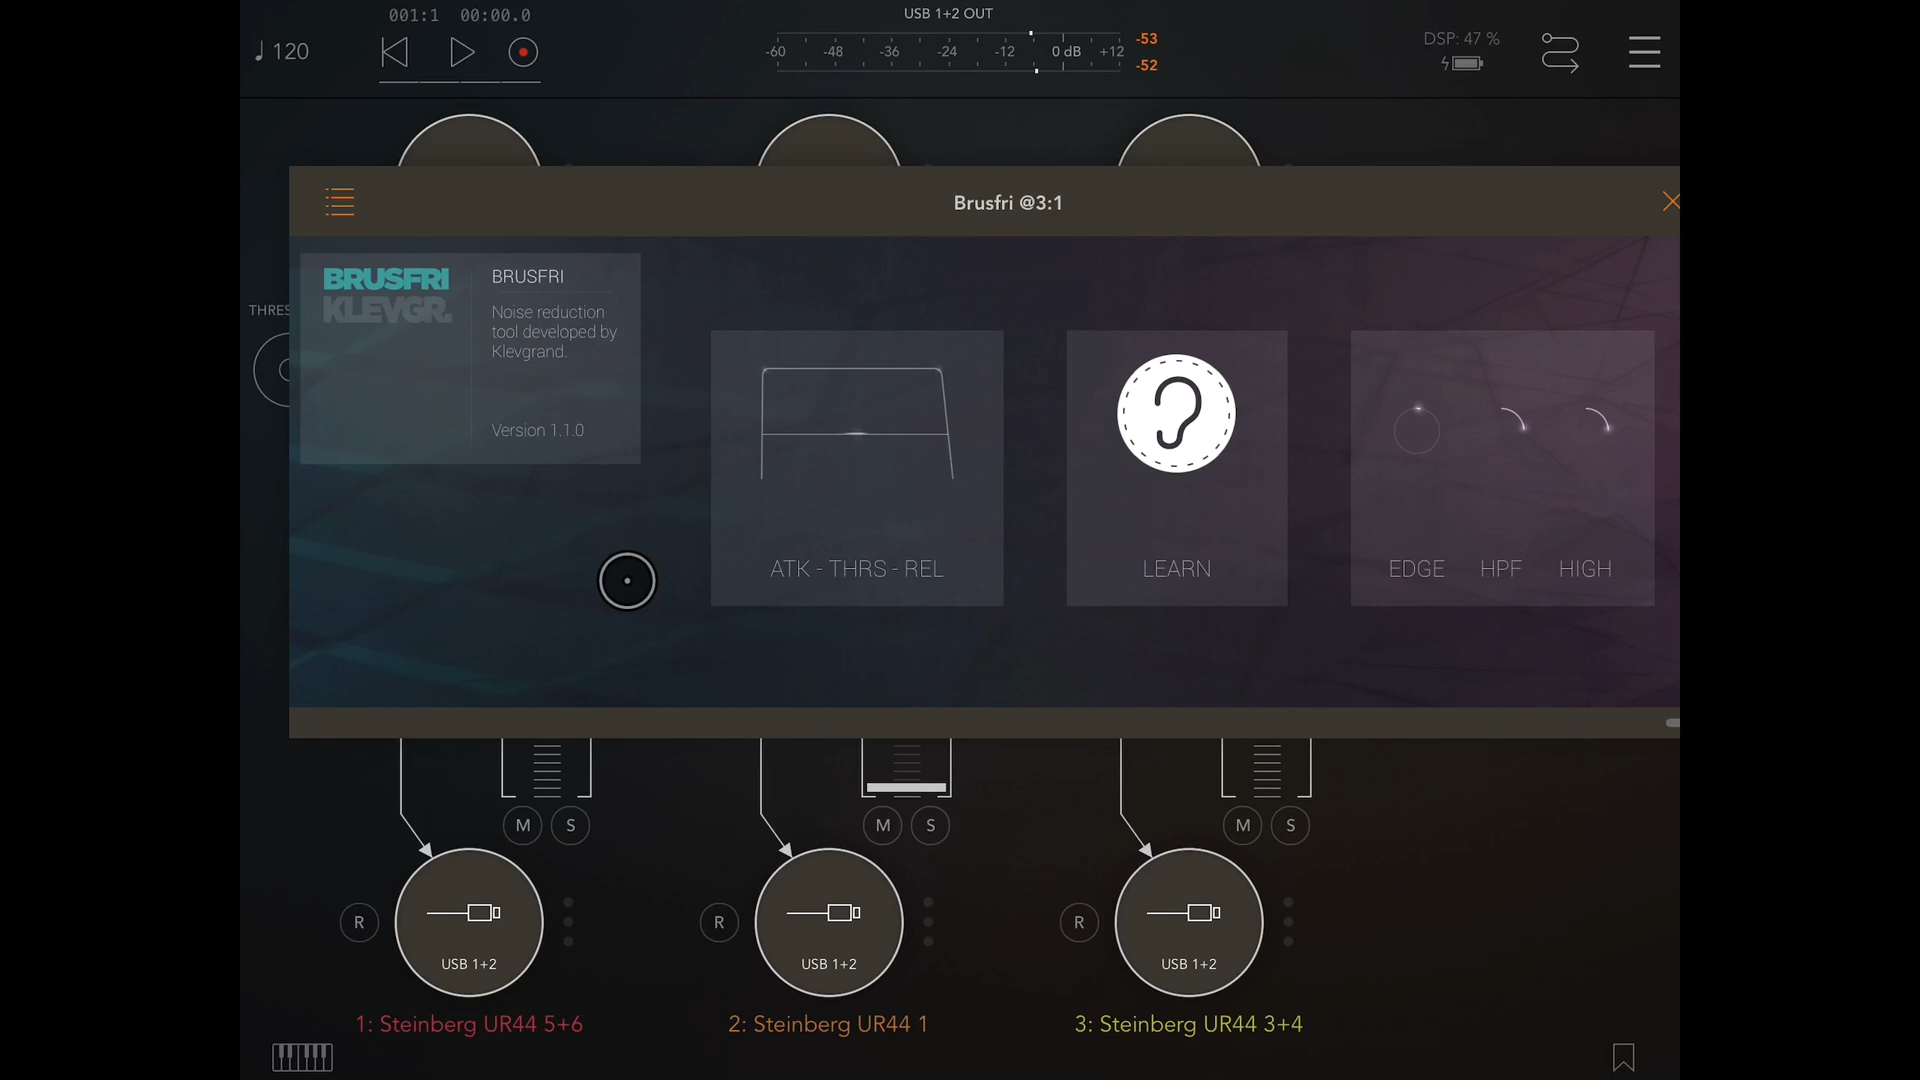 001:1 00:00.0
USB 1+2 OUT
120
-60 -48 -36 -24 -12 0 dB +12
-53
-52
DSP: 47 %
Brusfri @3:1
BRUSFRI
KLEVGR.
BRUSFRI
Noise reduction
tool developed by
Klevgrand.
Version 1.1.0
THRES
ATK - THRS - REL
LEARN
EDGE HPF HIGH
M S M S M S
R R R
USB 1+2 USB 1+2 USB 1+2
1: Steinberg UR44 5+6 2: Steinberg UR44 1 3: Steinberg UR44 3+4